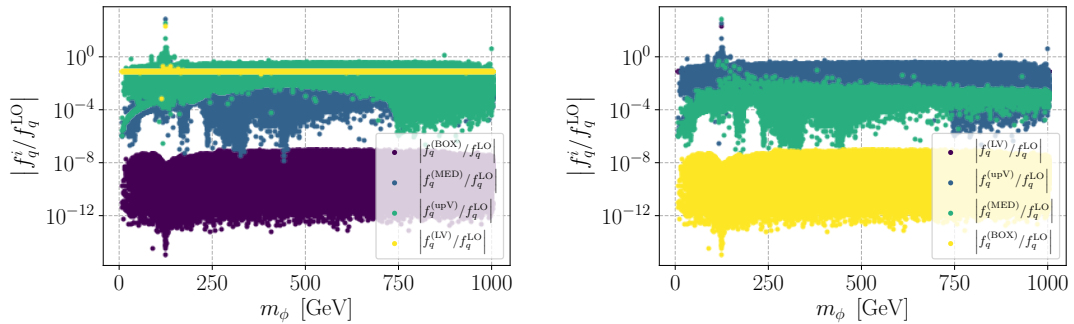 |f_q^i/f_q^LO|
10^0
10^-4
10^-8
10^-12
|f_q^(BOX)/f_q^LO|
|f_q^(MED)/f_q^LO|
|f_q^(upV)/f_q^LO|
|f_q^(LV)/f_q^LO|
0 250 500 750 1000
m_ϕ [GeV]
|f_q^i/f_q^LO|
10^0
10^-4
10^-8
10^-12
|f_q^(LV)/f_q^LO|
|f_q^(upV)/f_q^LO|
|f_q^(MED)/f_q^LO|
|f_q^(BOX)/f_q^LO|
0 250 500 750 1000
m_ϕ [GeV]